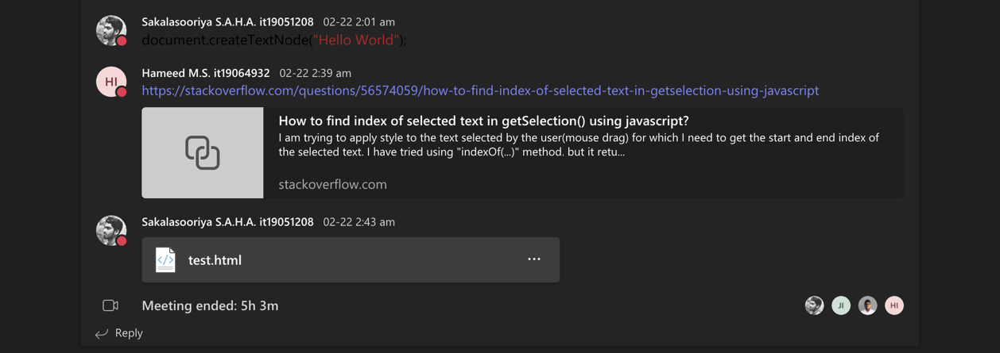 Sakalasooriya S.A.H.A. it19051208 02-22 2:01 am
document.createTextNode("Hello World");
HI
Hameed M.S. it19064932 02-22 2:39 am
https://stackoverflow.com/questions/56574059/how-to-find-index-of-selected-text-in-getselection-using-javascript
How to find index of selected text in getSelection() using javascript?
I am trying to apply style to the text selected by the user(mouse drag) for which I need to get the start and end index of
the selected text. I have tried using "indexOf(...)" method. but it retu...
stackoverflow.com
Sakalasooriya S.A.H.A. it19051208 02-22 2:43 am
</>
test.html ...
Meeting ended: 5h 3m JI HI
Reply